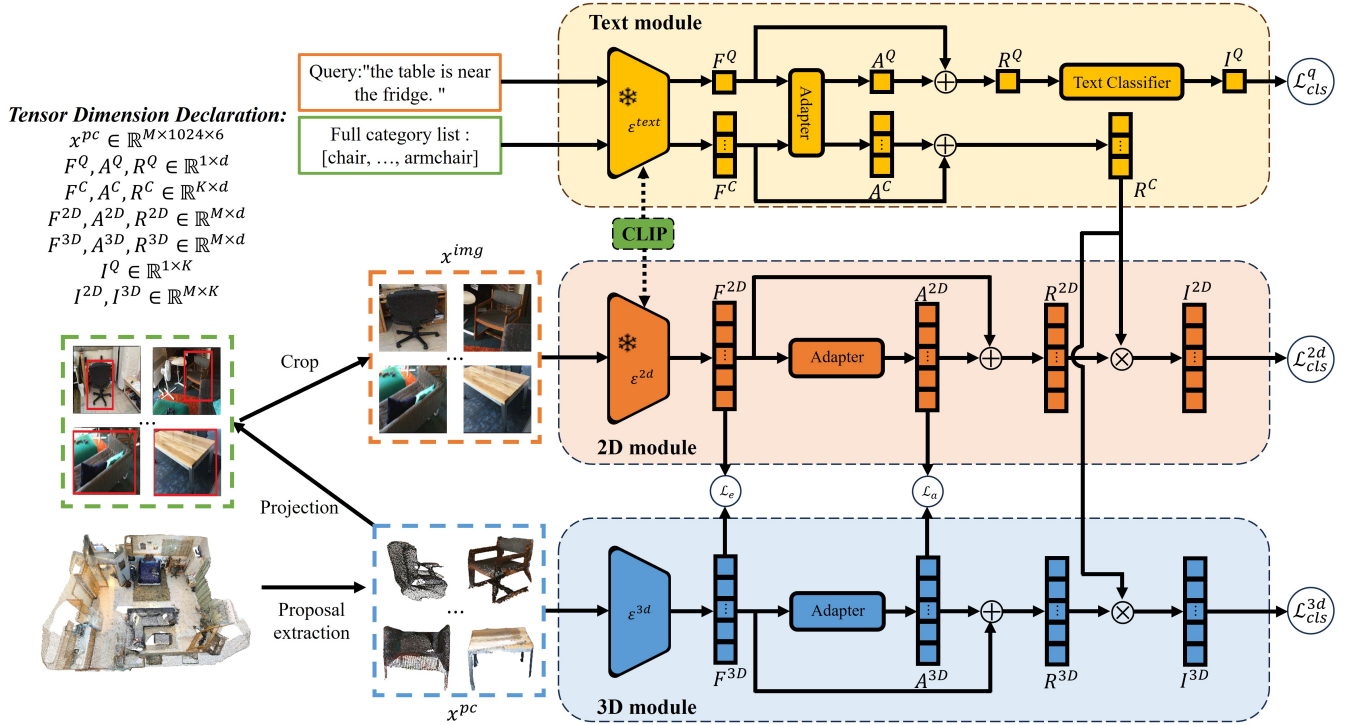 Text module
Query:"the table is near
the fridge. "
Full category list :
[chair, …, armchair]
ε^{text}
F^Q
F^C
Adapter
A^Q
A^C
R^Q
Text Classifier
I^Q
ℒ^q_{cls}
R^C
Tensor Dimension Declaration:
x^{pc} ∈ ℝ^{M×1024×6}
F^Q, A^Q, R^Q ∈ ℝ^{1×d}
F^C, A^C, R^C ∈ ℝ^{K×d}
F^{2D}, A^{2D}, R^{2D} ∈ ℝ^{M×d}
F^{3D}, A^{3D}, R^{3D} ∈ ℝ^{M×d}
I^Q ∈ ℝ^{1×K}
I^{2D}, I^{3D} ∈ ℝ^{M×K}
CLIP
x^{img}
...
Crop
...
ε^{2d}
F^{2D}
Adapter
A^{2D}
R^{2D}
I^{2D}
ℒ^{2d}_{cls}
2D module
ℒ_e
ℒ_a
Projection
Proposal
extraction
...
x^{pc}
ε^{3d}
F^{3D}
Adapter
A^{3D}
R^{3D}
I^{3D}
ℒ^{3d}_{cls}
3D module